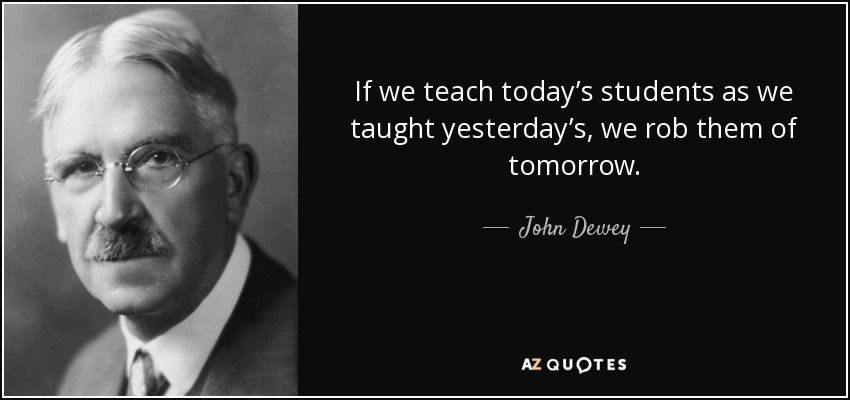 If we teach today’s students as we
taught yesterday’s, we rob them of
tomorrow.
John Dewey
AZ QUOTES